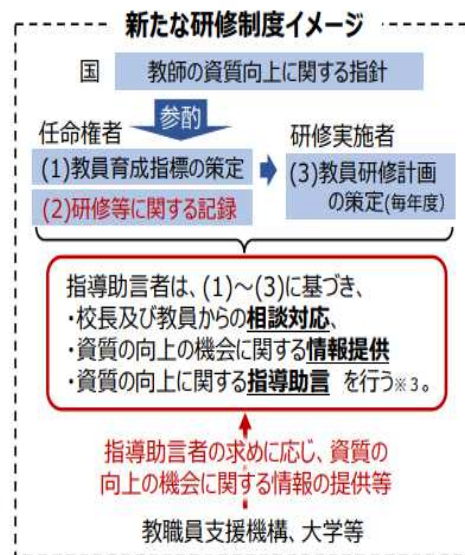 新たな研修制度イメージ
国 教師の資質向上に関する指針
参酌
任命権者
(1)教員育成指標の策定
(2)研修等に関する記録
研修実施者
(3)教員研修計画
の策定(毎年度)
指導助言者は、(1)~(3)に基づき、
・校長及び教員からの相談対応、
・資質の向上の機会に関する情報提供
・資質の向上に関する指導助言 を行う※3。
指導助言者の求めに応じ、資質の
向上の機会に関する情報の提供等
教職員支援機構、大学等